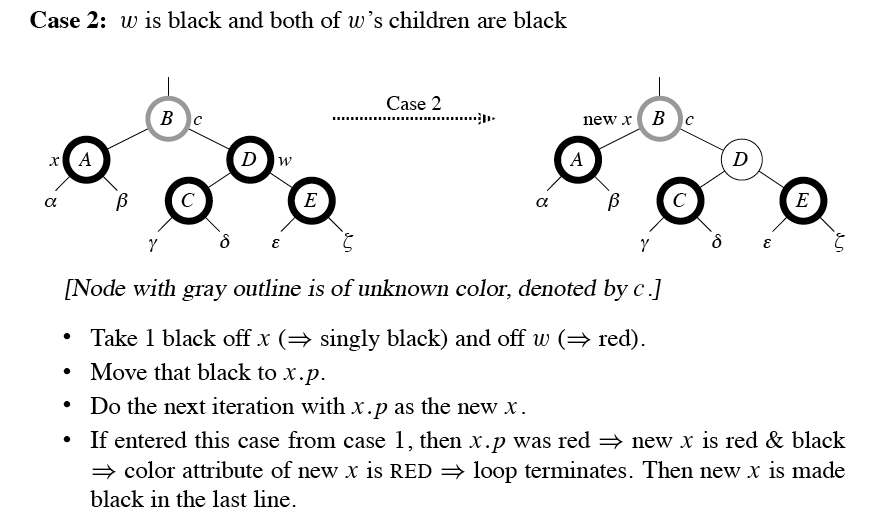 Case 2: w is black and both of w’s children are black
Case 2
B c new x B c
x A D w A D
C E C E
α β α β
γ δ ε ζ γ δ ε ζ
[Node with gray outline is of unknown color, denoted by c.]
• Take 1 black off x (⇒ singly black) and off w (⇒ red).
• Move that black to x.p.
• Do the next iteration with x.p as the new x.
• If entered this case from case 1, then x.p was red ⇒ new x is red & black
⇒ color attribute of new x is RED ⇒ loop terminates. Then new x is made
black in the last line.